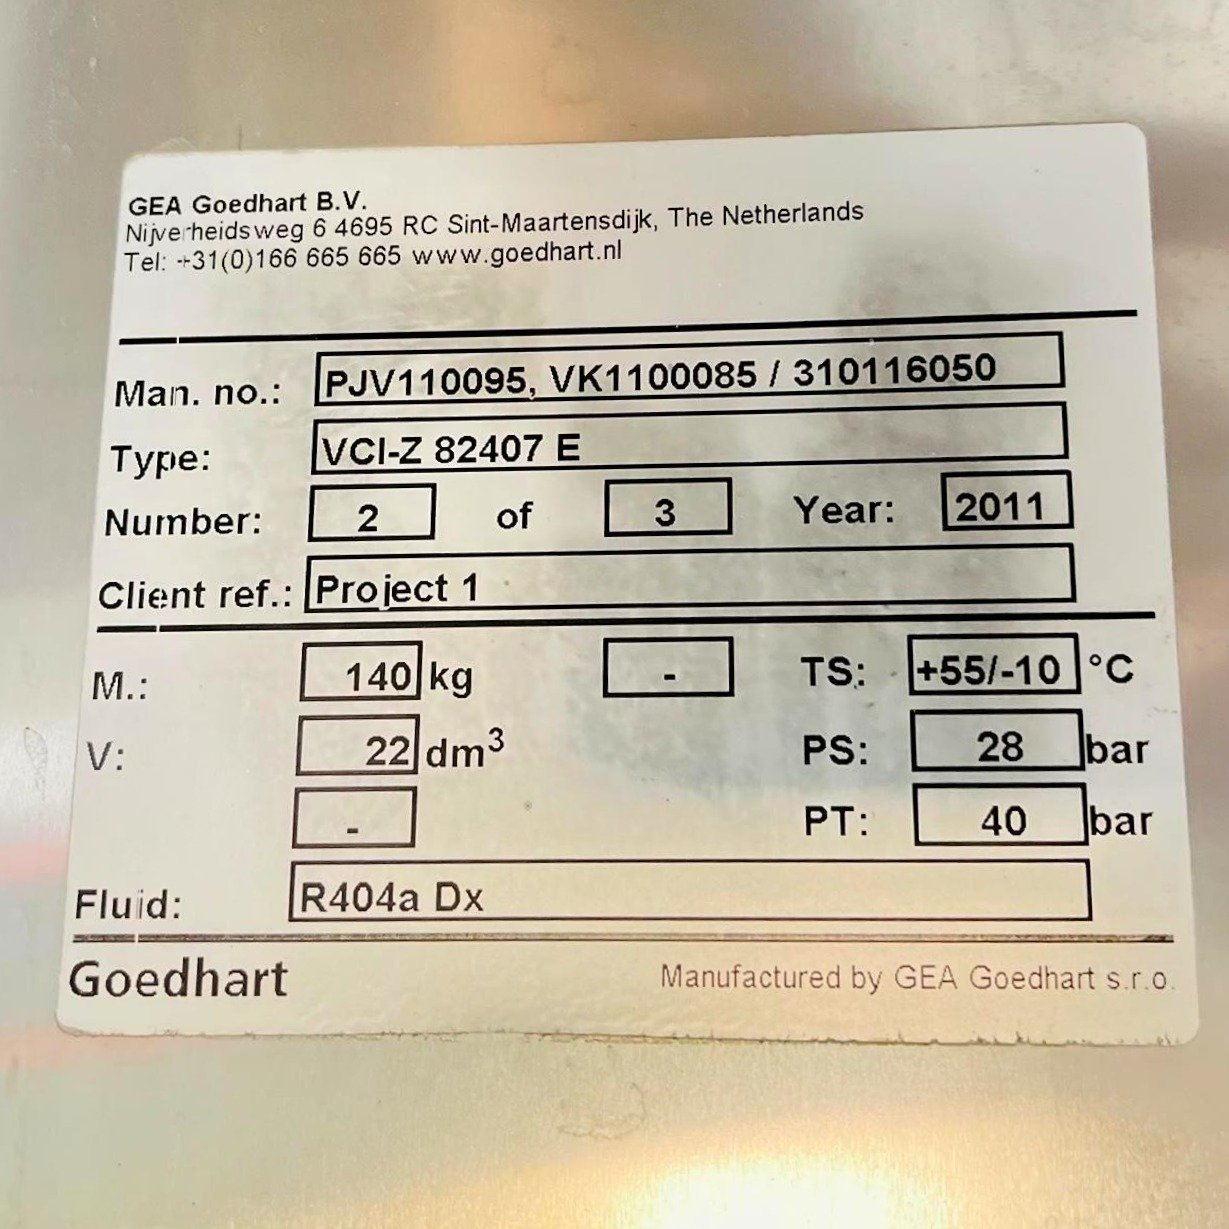 GEA Goedhart B.V.
Nijverheidsweg 6 4695 RC Sint-Maartensdijk, The Netherlands
Tel: +31(0)166 665 665 www.goedhart.nl
Man. no.: PJV110095, VK1100085 / 310116050
Type: VCI-Z 82407 E
Number: 2 of 3 Year: 2011
Client ref.: Project 1
M.: 140 kg - TS: +55/-10 °C
V: 22 dm³ PS: 28 bar
- PT: 40 bar
Fluid: R404a Dx
Goedhart Manufactured by GEA Goedhart s.r.o.